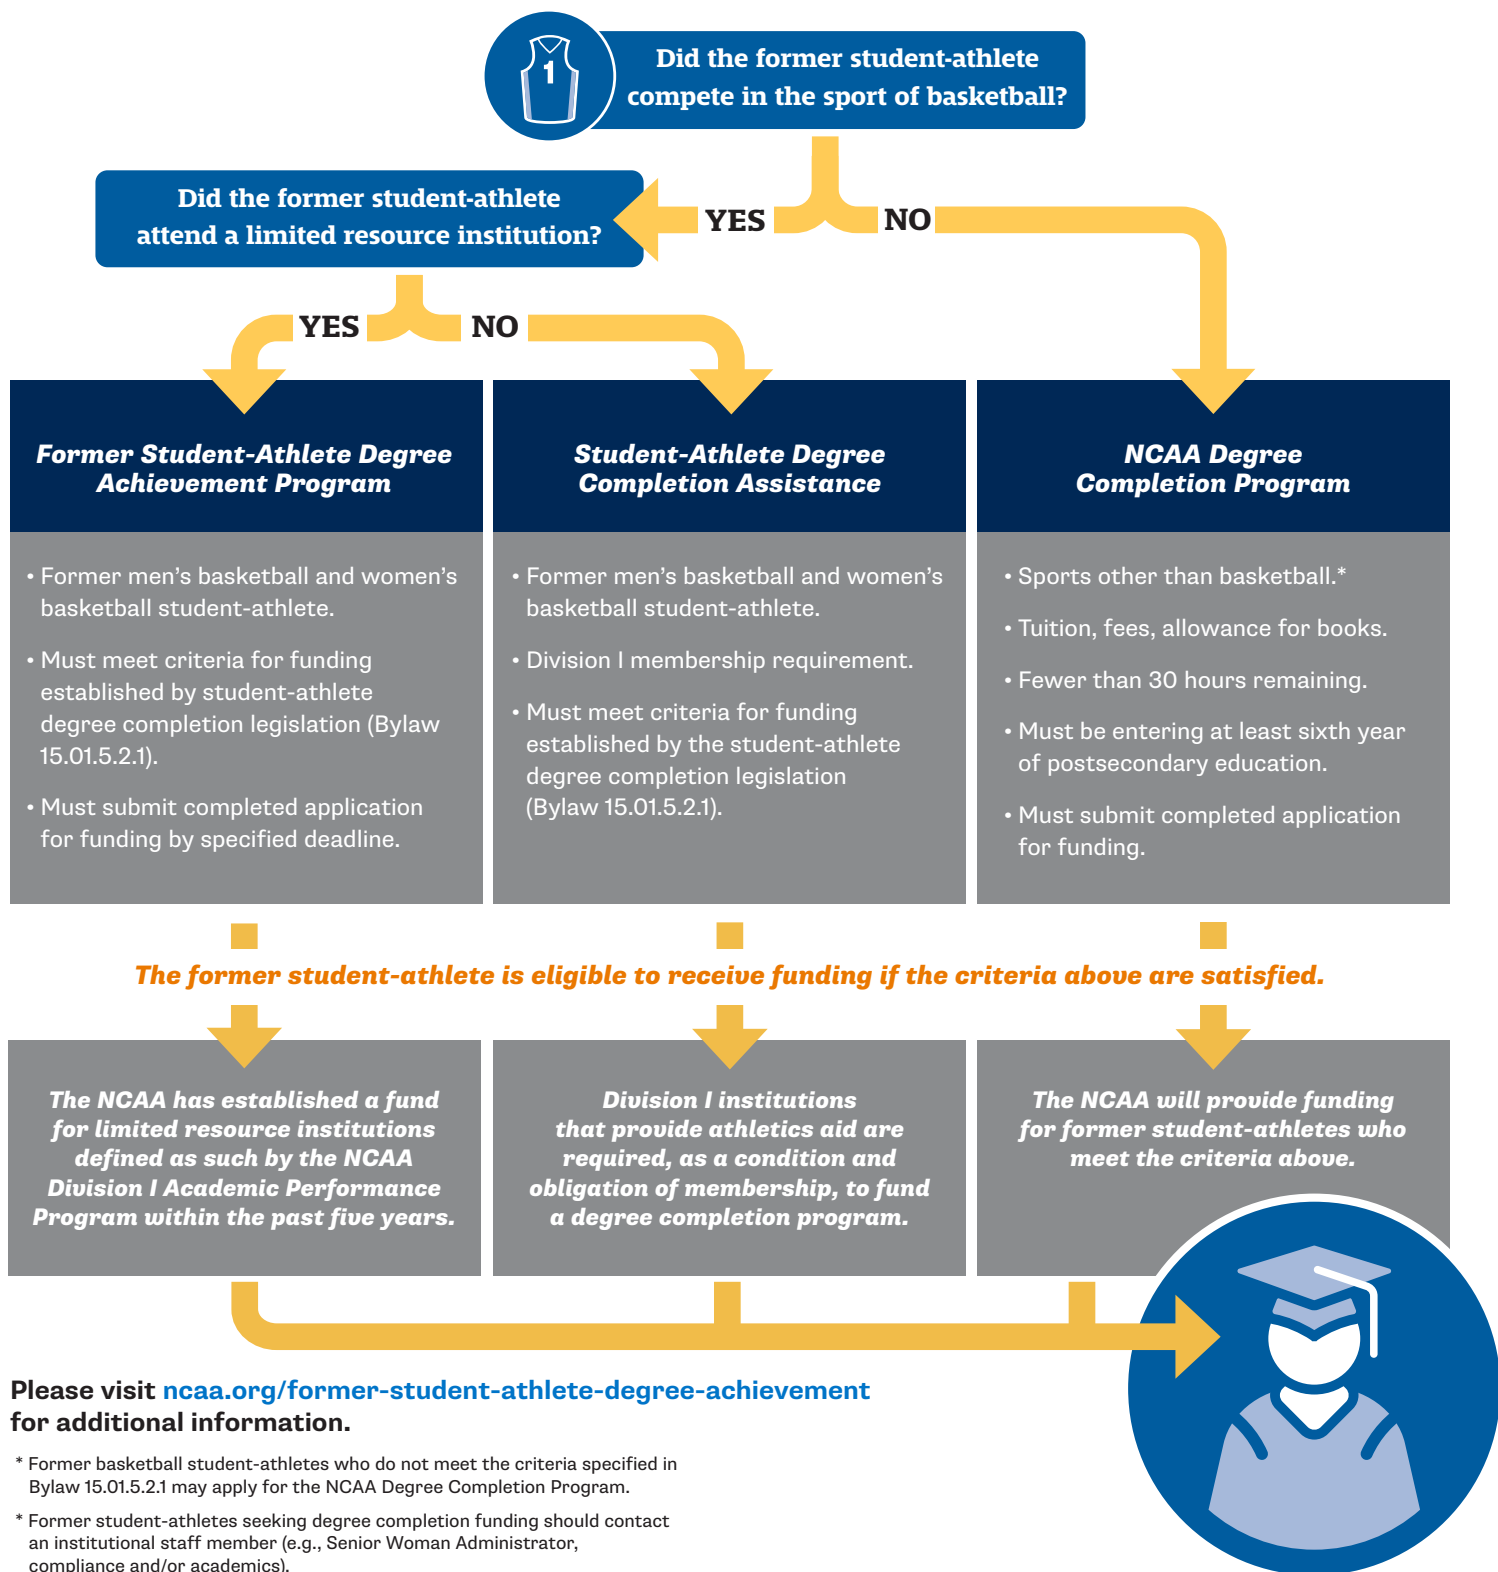 1
Did the former student-athlete
compete in the sport of basketball?
Did the former student-athlete
attend a limited resource institution?
YES
NO
YES
NO
Former Student-Athlete Degree
Achievement Program
• Former men’s basketball and women’s
basketball student-athlete.
• Must meet criteria for funding
established by student-athlete
degree completion legislation (Bylaw
15.01.5.2.1).
• Must submit completed application
for funding by specified deadline.
Student-Athlete Degree
Completion Assistance
• Former men’s basketball and women’s
basketball student-athlete.
• Division I membership requirement.
• Must meet criteria for funding
established by the student-athlete
degree completion legislation
(Bylaw 15.01.5.2.1).
NCAA Degree
Completion Program
• Sports other than basketball.*
• Tuition, fees, allowance for books.
• Fewer than 30 hours remaining.
• Must be entering at least sixth year
of postsecondary education.
• Must submit completed application
for funding.
The former student-athlete is eligible to receive funding if the criteria above are satisfied.
The NCAA has established a fund
for limited resource institutions
defined as such by the NCAA
Division I Academic Performance
Program within the past five years.
Division I institutions
that provide athletics aid are
required, as a condition and
obligation of membership, to fund
a degree completion program.
The NCAA will provide funding
for former student-athletes who
meet the criteria above.
Please visit ncaa.org/former-student-athlete-degree-achievement
for additional information.
* Former basketball student-athletes who do not meet the criteria specified in
Bylaw 15.01.5.2.1 may apply for the NCAA Degree Completion Program.
* Former student-athletes seeking degree completion funding should contact
an institutional staff member (e.g., Senior Woman Administrator,
compliance and/or academics).